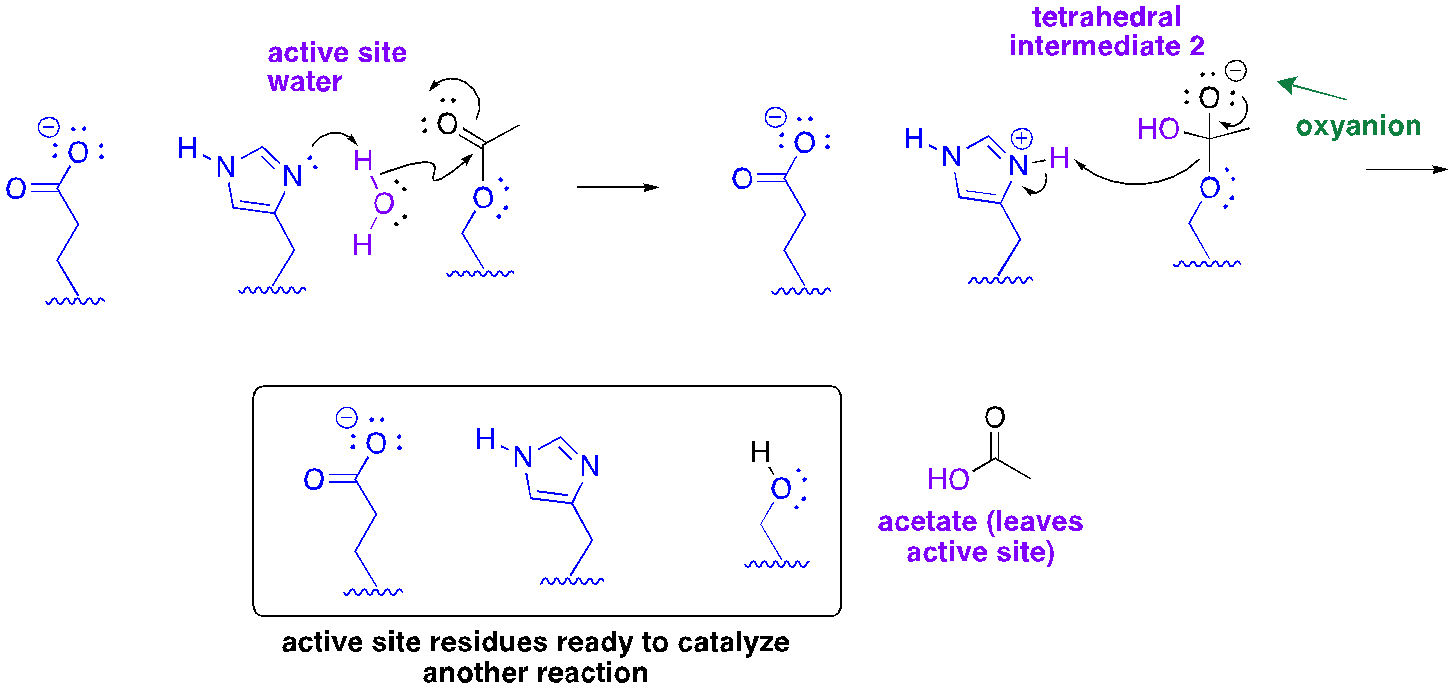 active site
water
tetrahedral
intermediate 2
oxyanion
O
O
H
N
N
H
O
H
O
O
O
O
H
N
N
H
HO
O
O
O
O
H
N
N
H
O
O
HO
acetate (leaves
active site)
active site residues ready to catalyze
another reaction